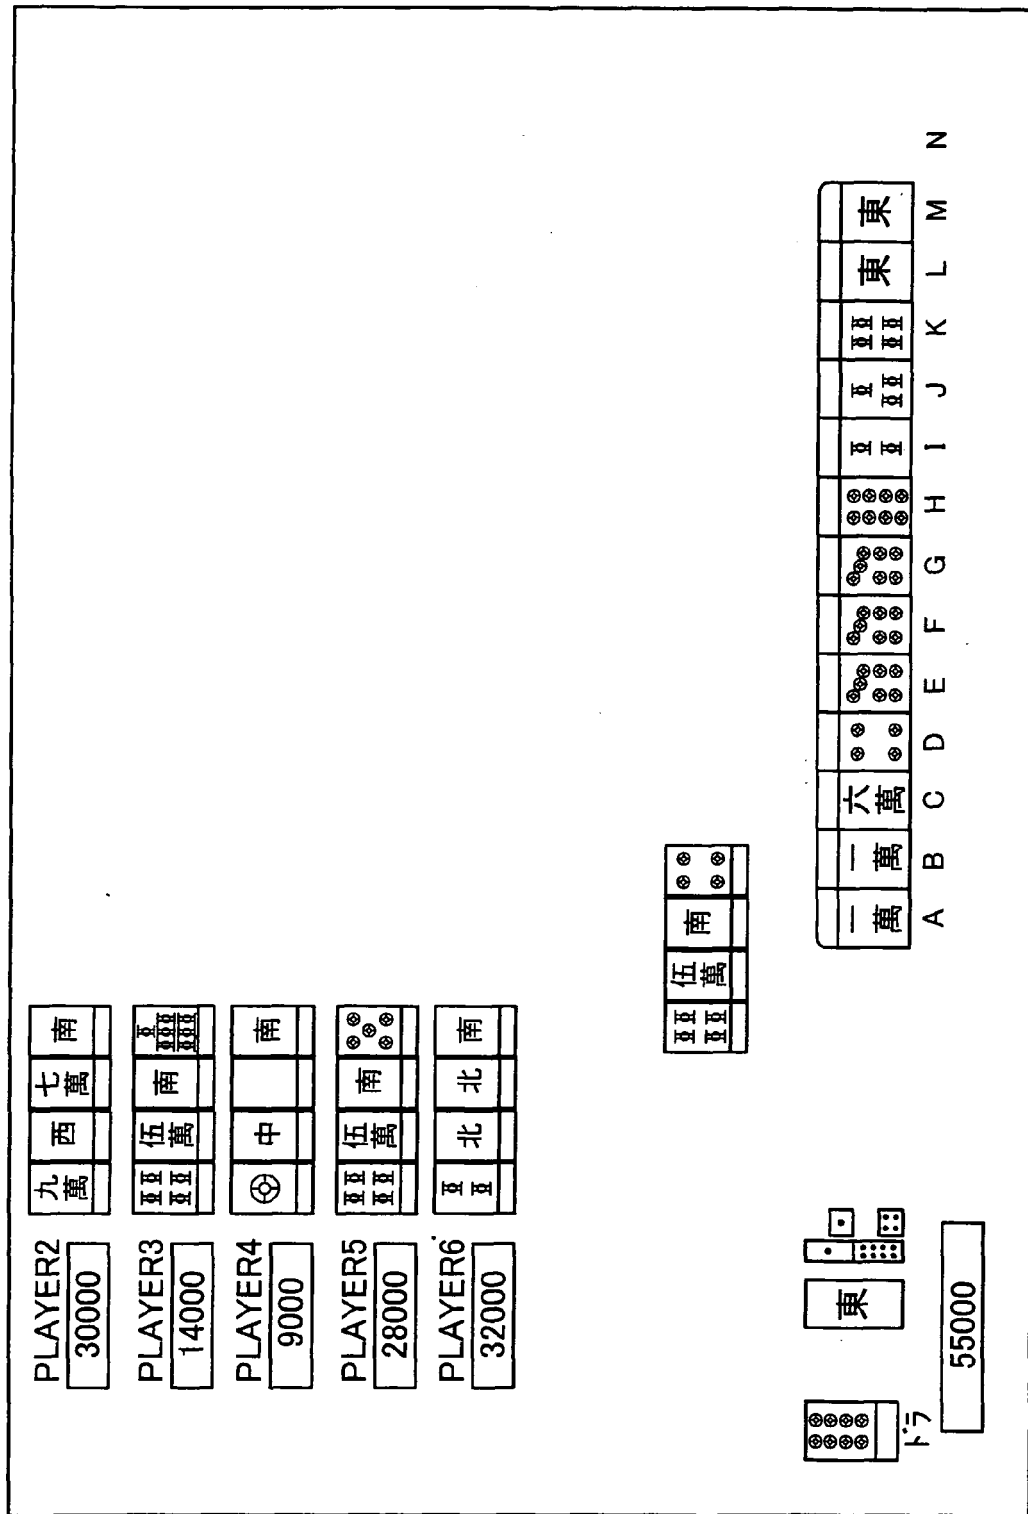 PLAYER2 九萬 西 七萬 南
30000
PLAYER3 伍萬 南
14000
PLAYER4 中 南
9000
PLAYER5 伍萬 南
28000
PLAYER6 北 北 南
32000
伍萬 南
東 一萬 一萬 六萬 東 東
ドラ A B C D E F G H I J K L M N
55000